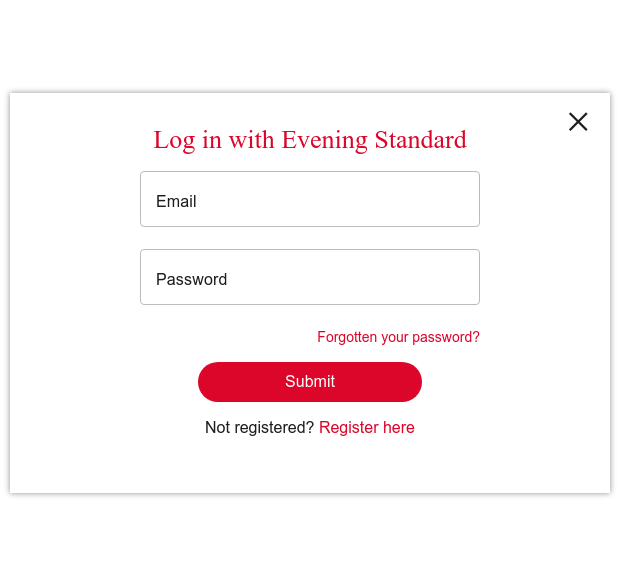 Log in with Evening Standard
Email
Password
Forgotten your password?
Submit
Not registered? Register here